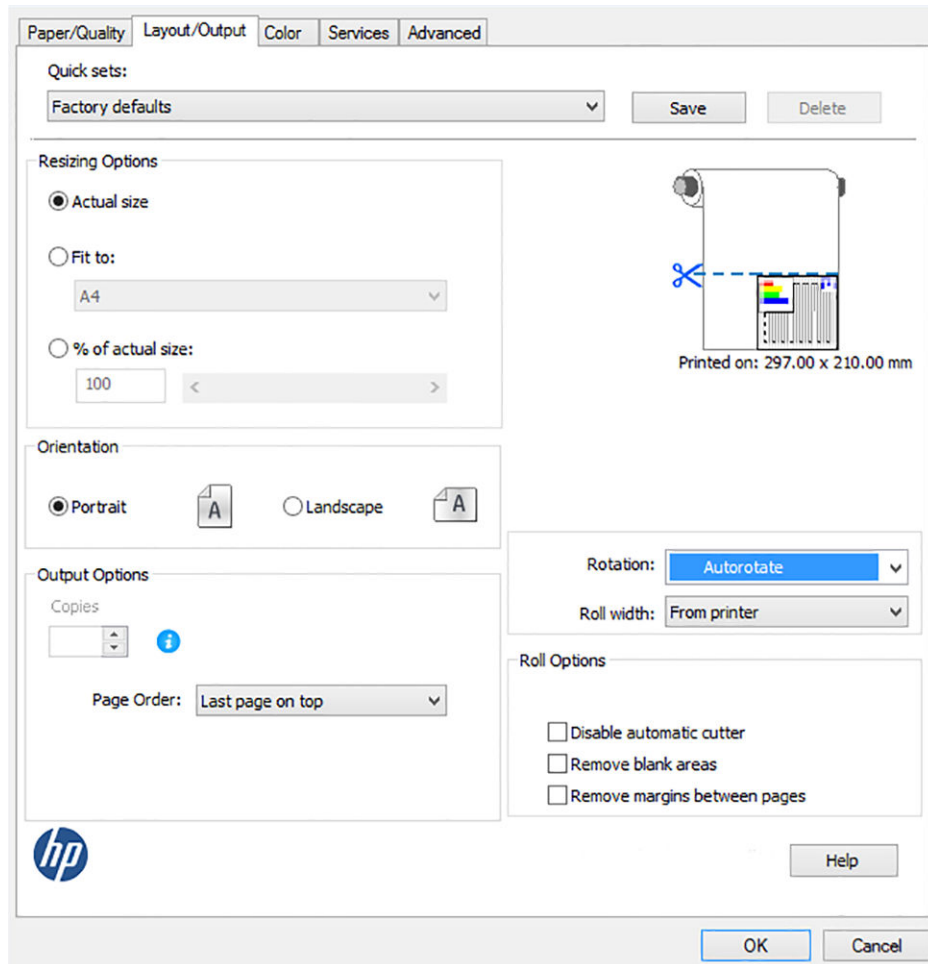 Paper/Quality Layout/Output Color Services Advanced
Quick sets:
Factory defaults
Save
Delete
Resizing Options
Actual size
Fit to:
A4
% of actual size:
100
Printed on: 297.00 x 210.00 mm
Orientation
Portrait
A
Landscape
A
Rotation: Autorotate
Roll width: From printer
Output Options
Copies
i
Page Order: Last page on top
Roll Options
Disable automatic cutter
Remove blank areas
Remove margins between pages
hp
Help
OK
Cancel